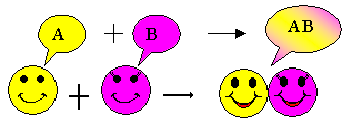 A + B → AB
+ →